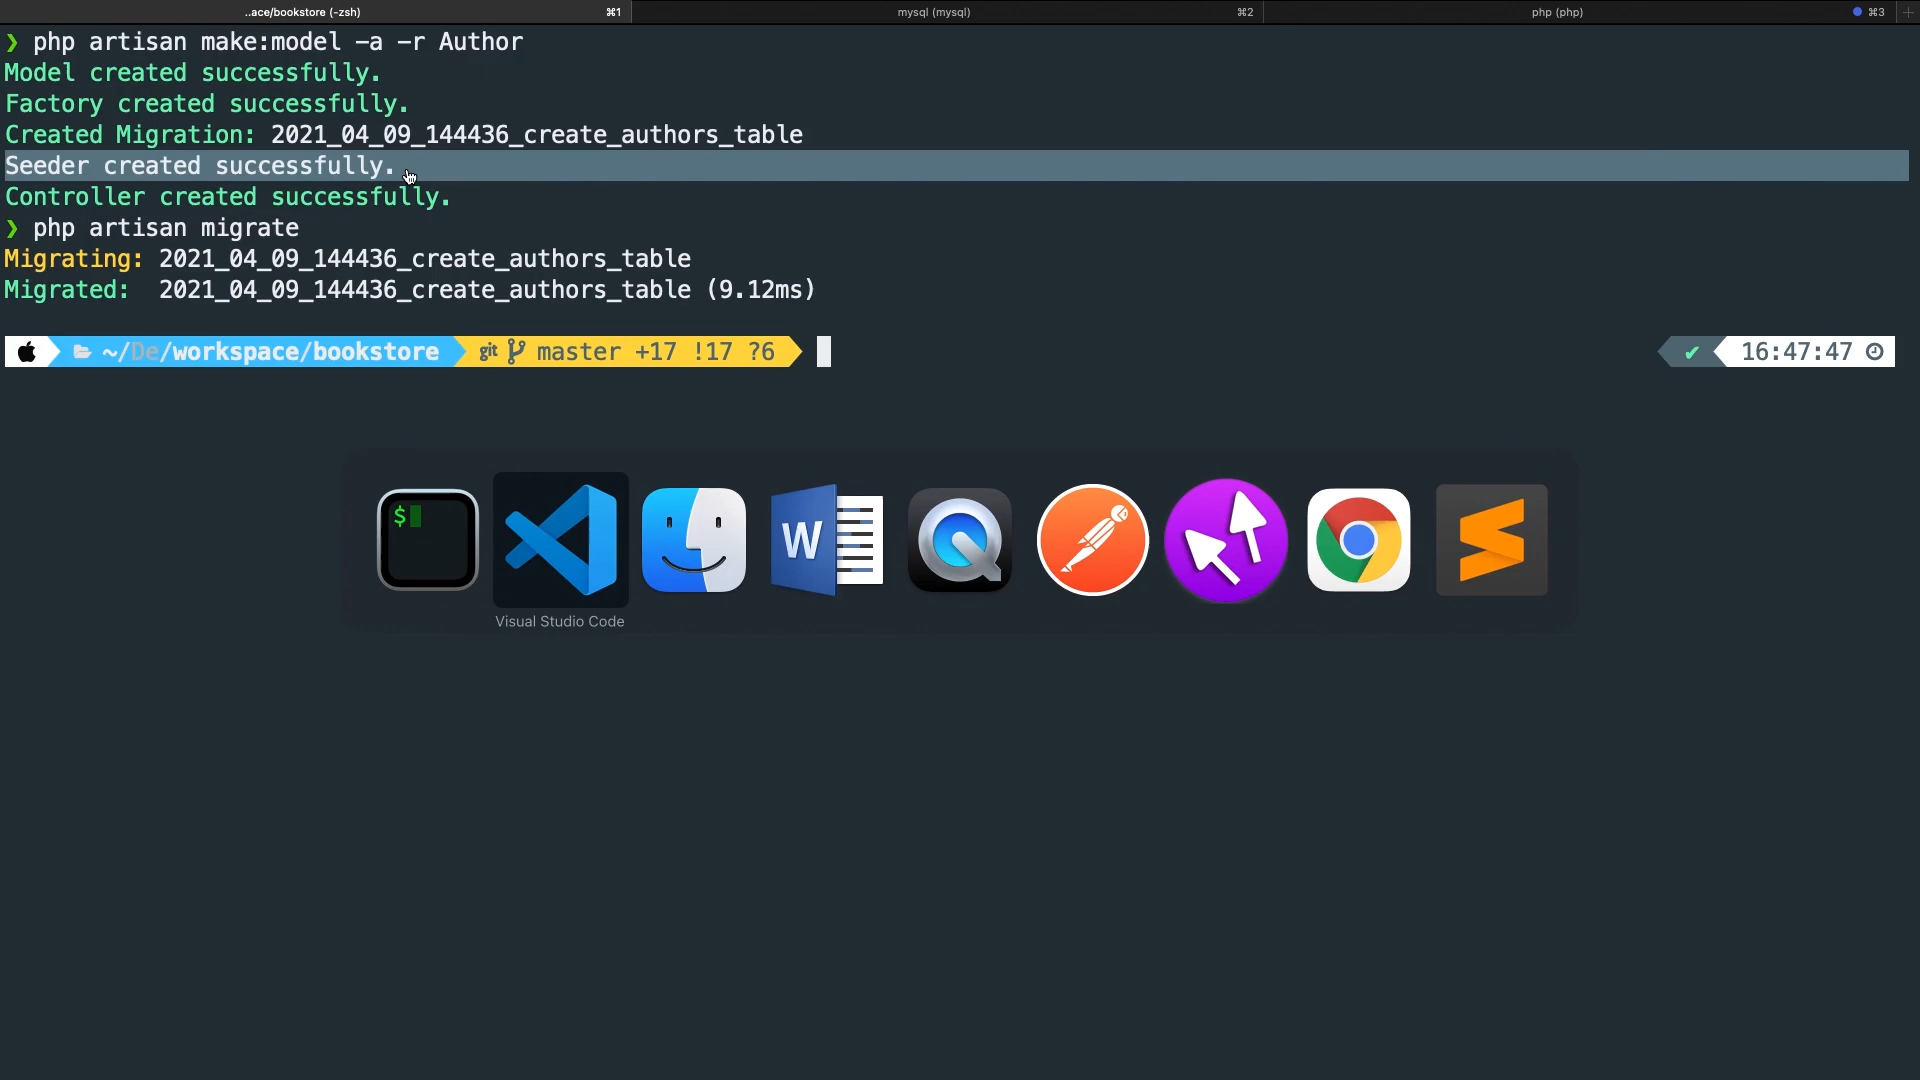 ..ace/bookstore (-zsh) ⌘1 mysql (mysql) ⌘2 php (php) ⌘3
❯ php artisan make:model -a -r Author
Model created successfully.
Factory created successfully.
Created Migration: 2021_04_09_144436_create_authors_table
Seeder created successfully.
Controller created successfully.
❯ php artisan migrate
Migrating: 2021_04_09_144436_create_authors_table
Migrated:  2021_04_09_144436_create_authors_table (9.12ms)
~/De/workspace/bookstore git master +17 !17 ?6 ✔ 16:47:47
$ W
Visual Studio Code